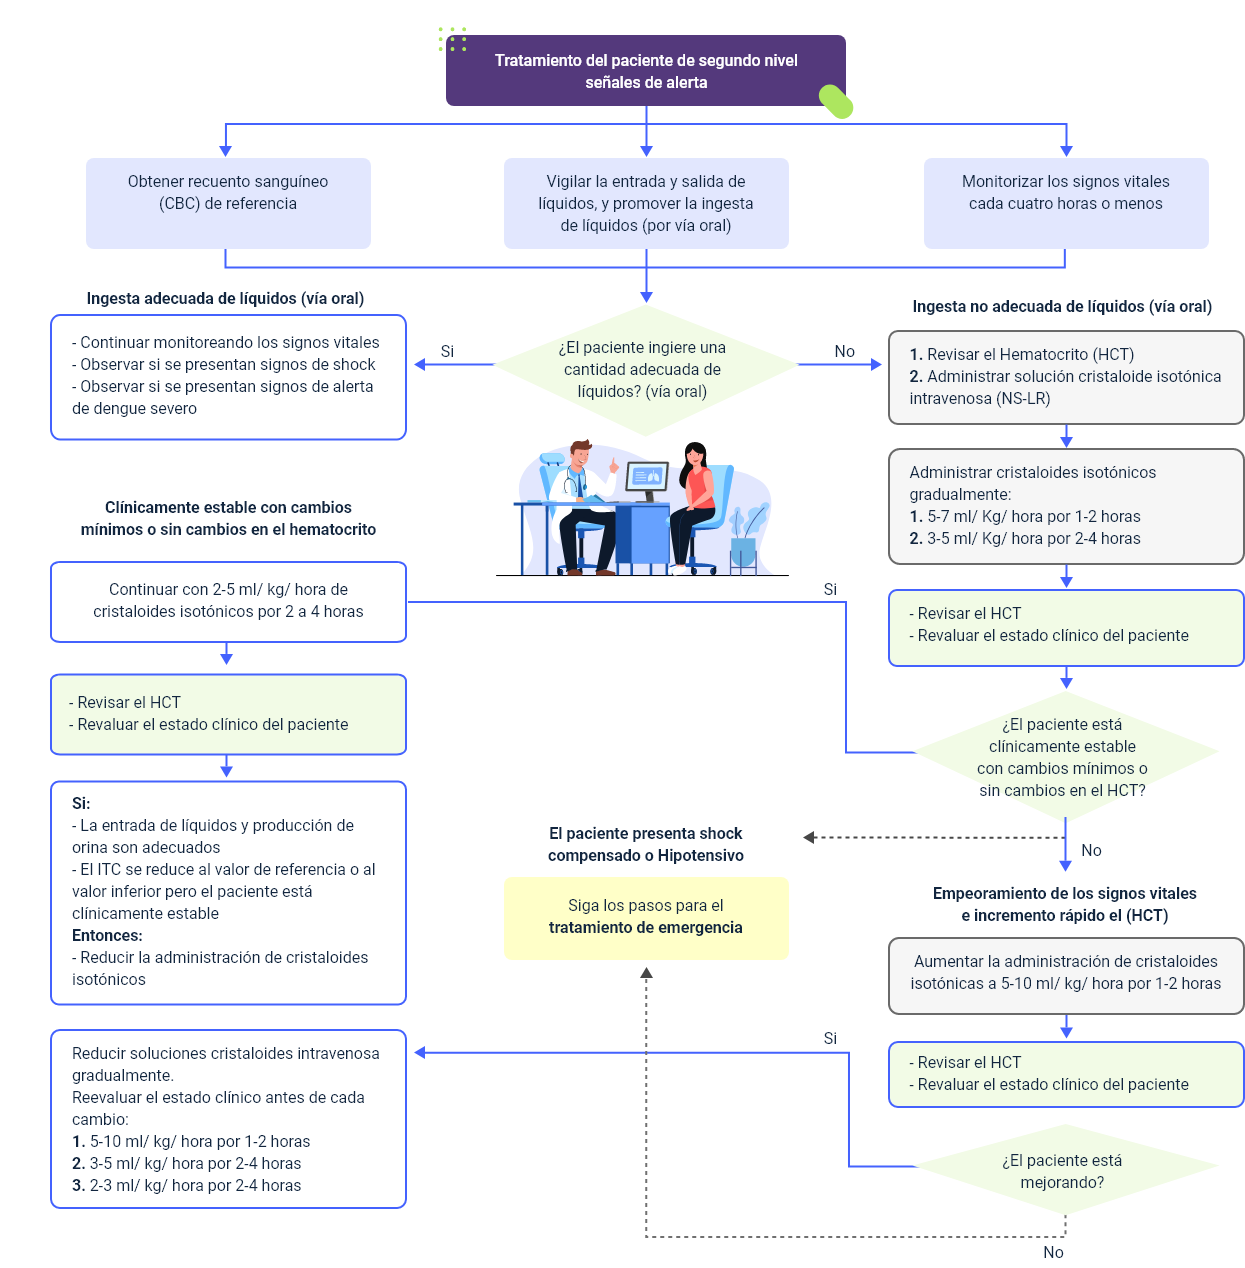 Tratamiento del paciente de segundo nivel
señales de alerta
Obtener recuento sanguíneo
(CBC) de referencia
Vigilar la entrada y salida de
líquidos, y promover la ingesta
de líquidos (por vía oral)
Monitorizar los signos vitales
cada cuatro horas o menos
Ingesta adecuada de líquidos (vía oral)
- Continuar monitoreando los signos vitales
- Observar si se presentan signos de shock
- Observar si se presentan signos de alerta
de dengue severo
Si
¿El paciente ingiere una
cantidad adecuada de
líquidos? (vía oral)
No
Ingesta no adecuada de líquidos (vía oral)
1. Revisar el Hematocrito (HCT)
2. Administrar solución cristaloide isotónica
intravenosa (NS-LR)
Administrar cristaloides isotónicos
gradualmente:
1. 5-7 ml/ Kg/ hora por 1-2 horas
2. 3-5 ml/ Kg/ hora por 2-4 horas
- Revisar el HCT
- Revaluar el estado clínico del paciente
¿El paciente está
clínicamente estable
con cambios mínimos o
sin cambios en el HCT?
Si
Clínicamente estable con cambios
mínimos o sin cambios en el hematocrito
Continuar con 2-5 ml/ kg/ hora de
cristaloides isotónicos por 2 a 4 horas
- Revisar el HCT
- Revaluar el estado clínico del paciente
Si:
- La entrada de líquidos y producción de
orina son adecuados
- El ITC se reduce al valor de referencia o al
valor inferior pero el paciente está
clínicamente estable
Entonces:
- Reducir la administración de cristaloides
isotónicos
No
El paciente presenta shock
compensado o Hipotensivo
Siga los pasos para el
tratamiento de emergencia
Empeoramiento de los signos vitales
e incremento rápido el (HCT)
Aumentar la administración de cristaloides
isotónicas a 5-10 ml/ kg/ hora por 1-2 horas
- Revisar el HCT
- Revaluar el estado clínico del paciente
¿El paciente está
mejorando?
Si
Reducir soluciones cristaloides intravenosa
gradualmente.
Reevaluar el estado clínico antes de cada
cambio:
1. 5-10 ml/ kg/ hora por 1-2 horas
2. 3-5 ml/ kg/ hora por 2-4 horas
3. 2-3 ml/ kg/ hora por 2-4 horas
No